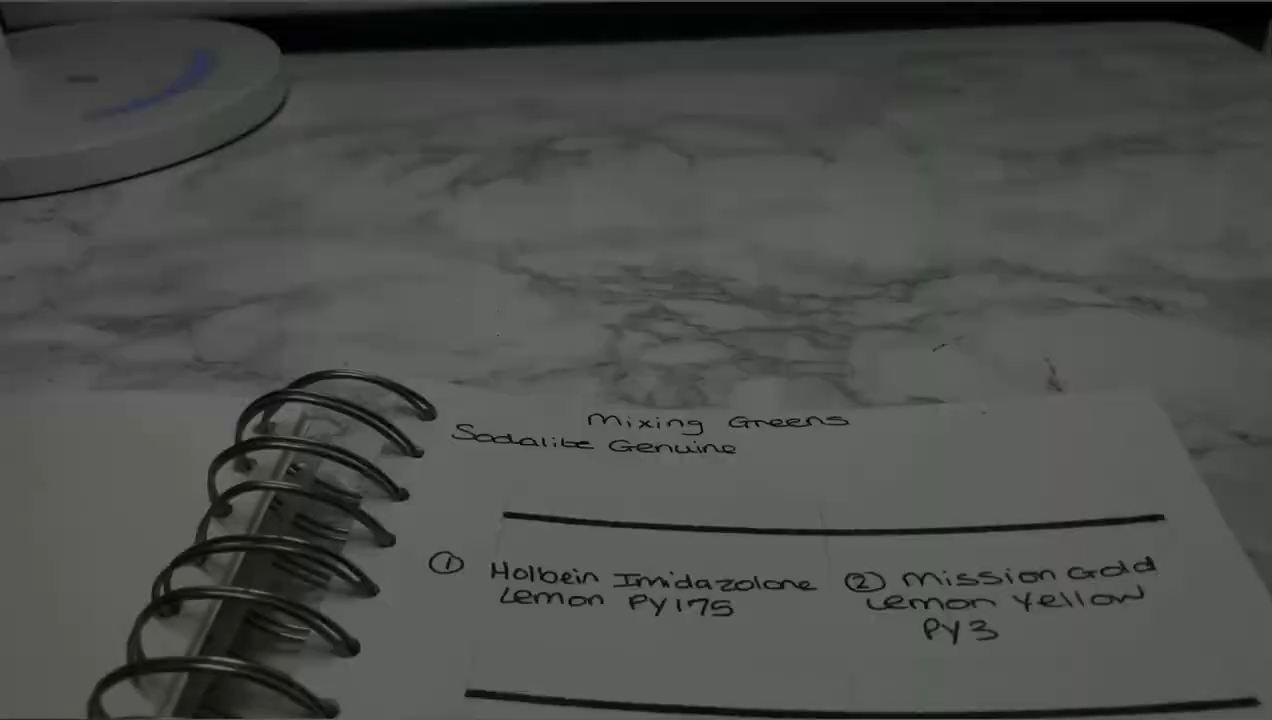 Mixing Greens
Sodalite Genuine
① Holbein Imidazolone
Lemon PY175
② Mission Gold
Lemon Yellow
PY3